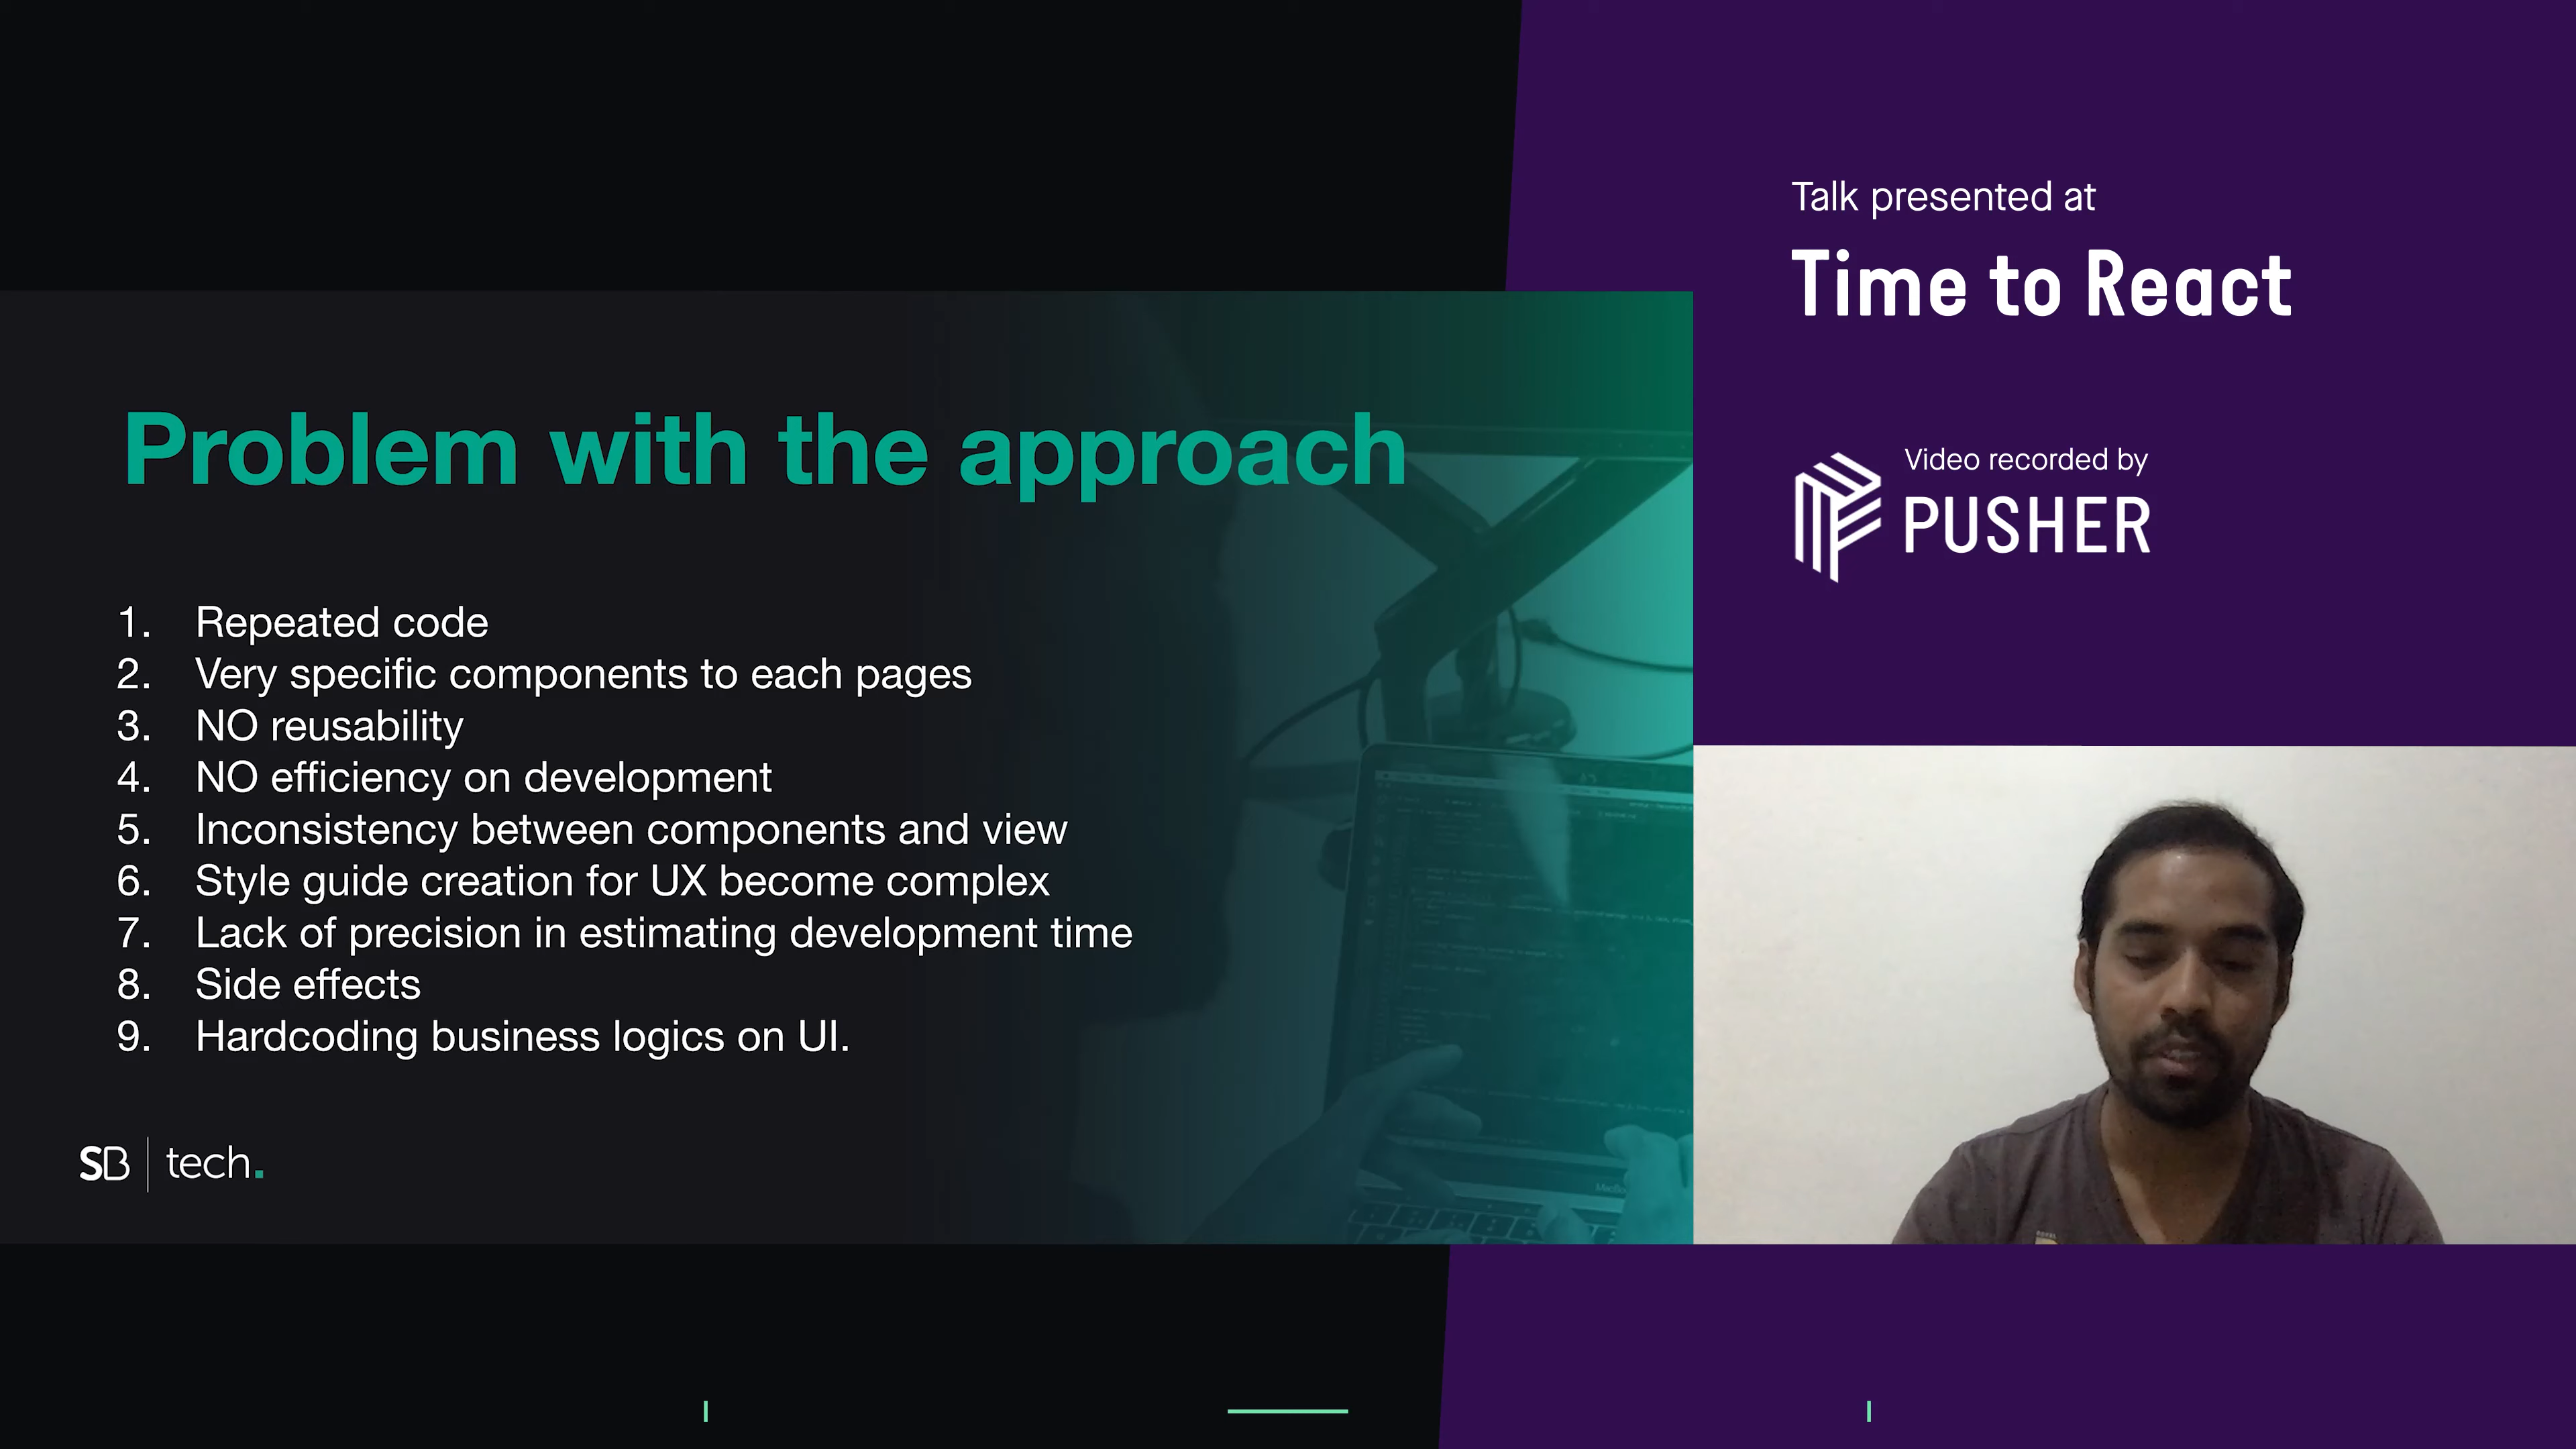 Talk presented at
Time to React
Video recorded by
PUSHER
Problem with the approach
1. Repeated code
2. Very specific components to each pages
3. NO reusability
4. NO efficiency on development
5. Inconsistency between components and view
6. Style guide creation for UX become complex
7. Lack of precision in estimating development time
8. Side effects
9. Hardcoding business logics on UI.
SB | tech.